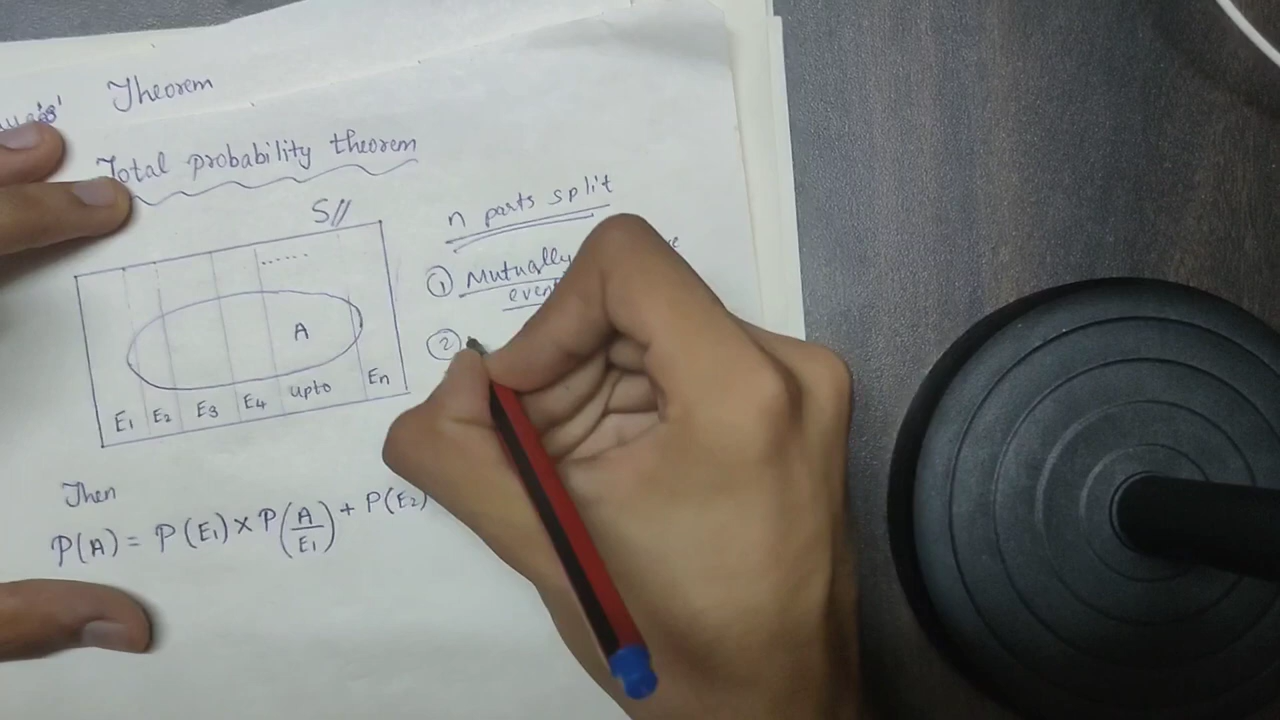 Theorem
Total probability theorem
S//
n parts split
① Mutually
......
A
②
E1 E2 E3 E4 upto En
Then
P(A) = P(E1) × P(A/E1) + P(E2)